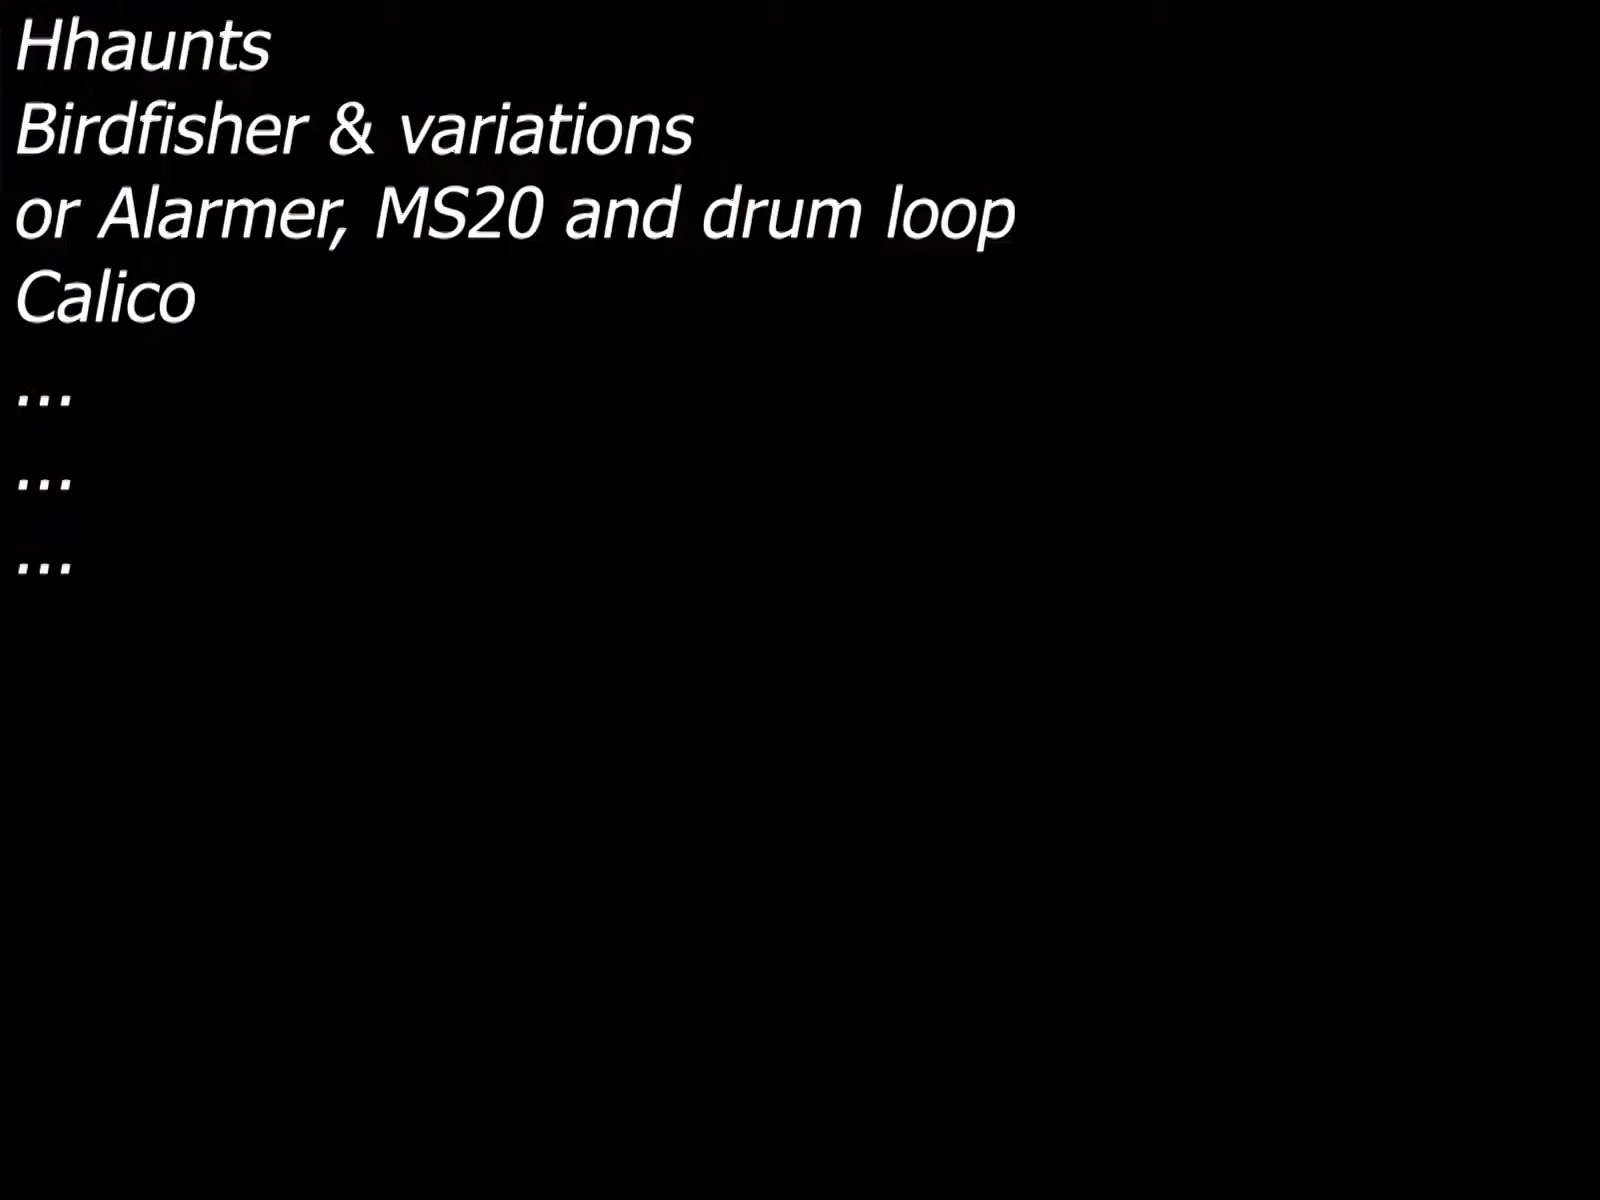 Hhaunts
Birdfisher & variations
or Alarmer, MS20 and drum loop
Calico
...
...
...